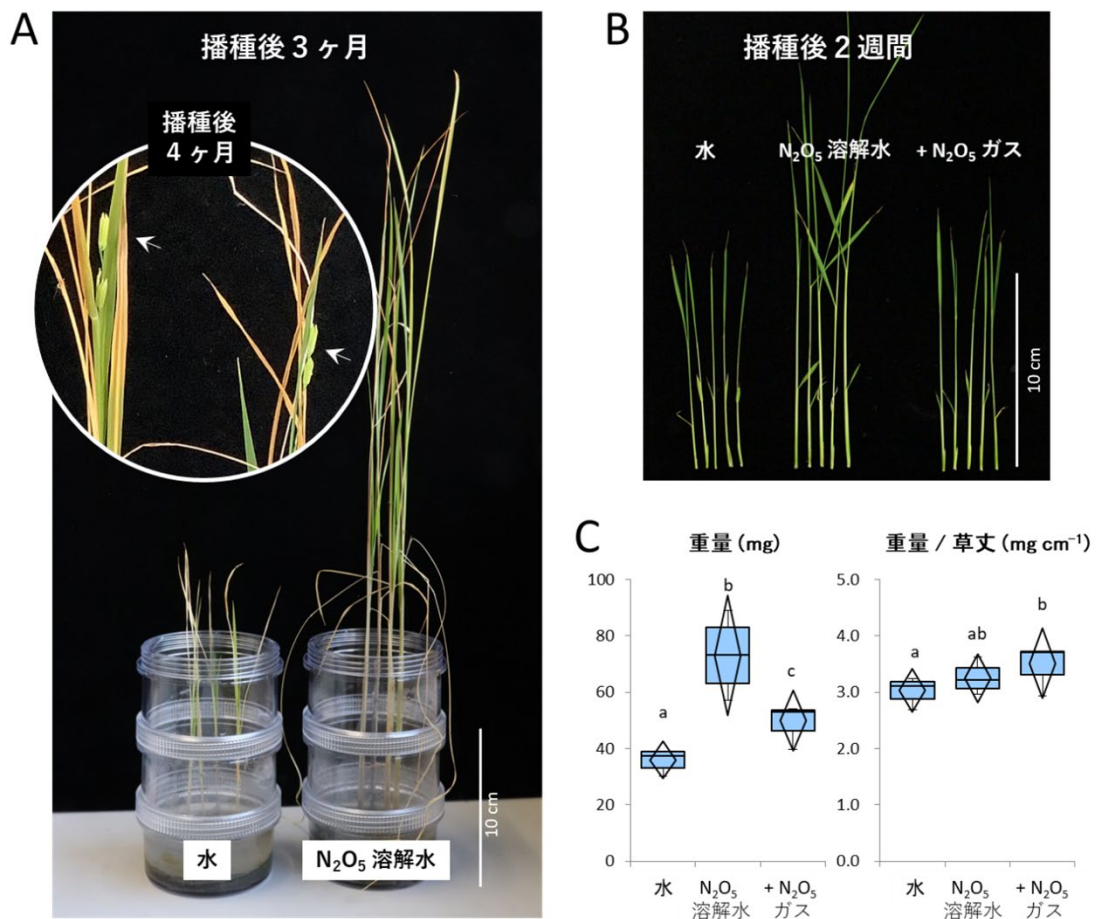 A
播種後 3 ヶ月
播種後
4 ヶ月
10 cm
水
N₂O₅ 溶解水
B
播種後 2 週間
水
N₂O₅ 溶解水
+ N₂O₅ ガス
10 cm
C
重量 (mg)
100
80
60
40
20
0
a
b
c
水
N₂O₅
溶解水
+ N₂O₅
ガス
重量 / 草丈 (mg cm⁻¹)
5.0
4.0
3.0
2.0
1.0
0.0
a
ab
b
水
N₂O₅
溶解水
+ N₂O₅
ガス